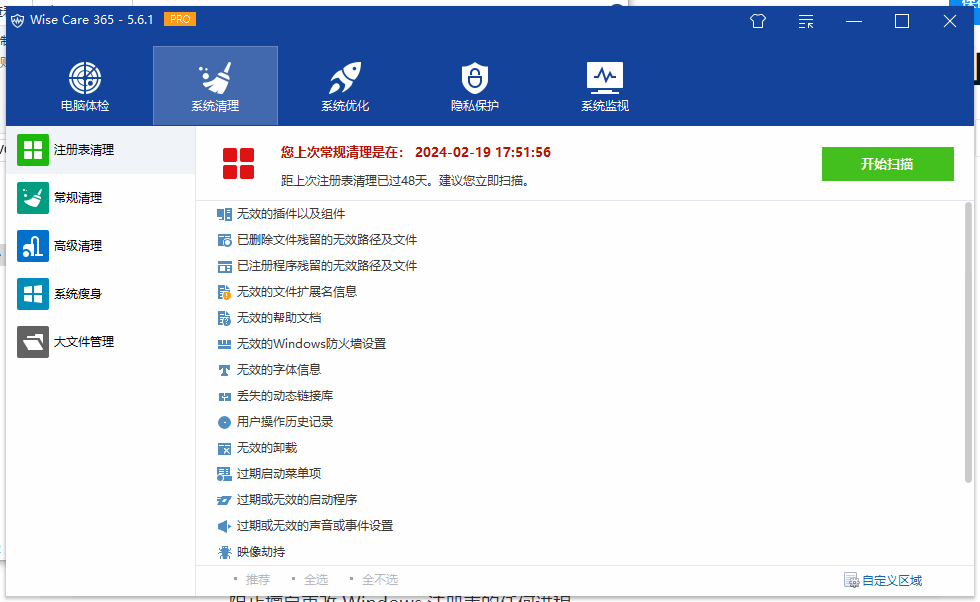 Wise Care 365 - 5.6.1 PRO
电脑体检
系统清理
系统优化
隐私保护
系统监视
注册表清理
常规清理
高级清理
系统瘦身
大文件管理
您上次常规清理是在： 2024-02-19 17:51:56
距上次注册表清理已过48天。建议您立即扫描。
开始扫描
无效的插件以及组件
已删除文件残留的无效路径及文件
已注册程序残留的无效路径及文件
无效的文件扩展名信息
无效的帮助文档
无效的Windows防火墙设置
无效的字体信息
丢失的动态链接库
用户操作历史记录
无效的卸载
过期启动菜单项
过期或无效的启动程序
过期或无效的声音或事件设置
映像劫持
推荐
全选
全不选
自定义区域